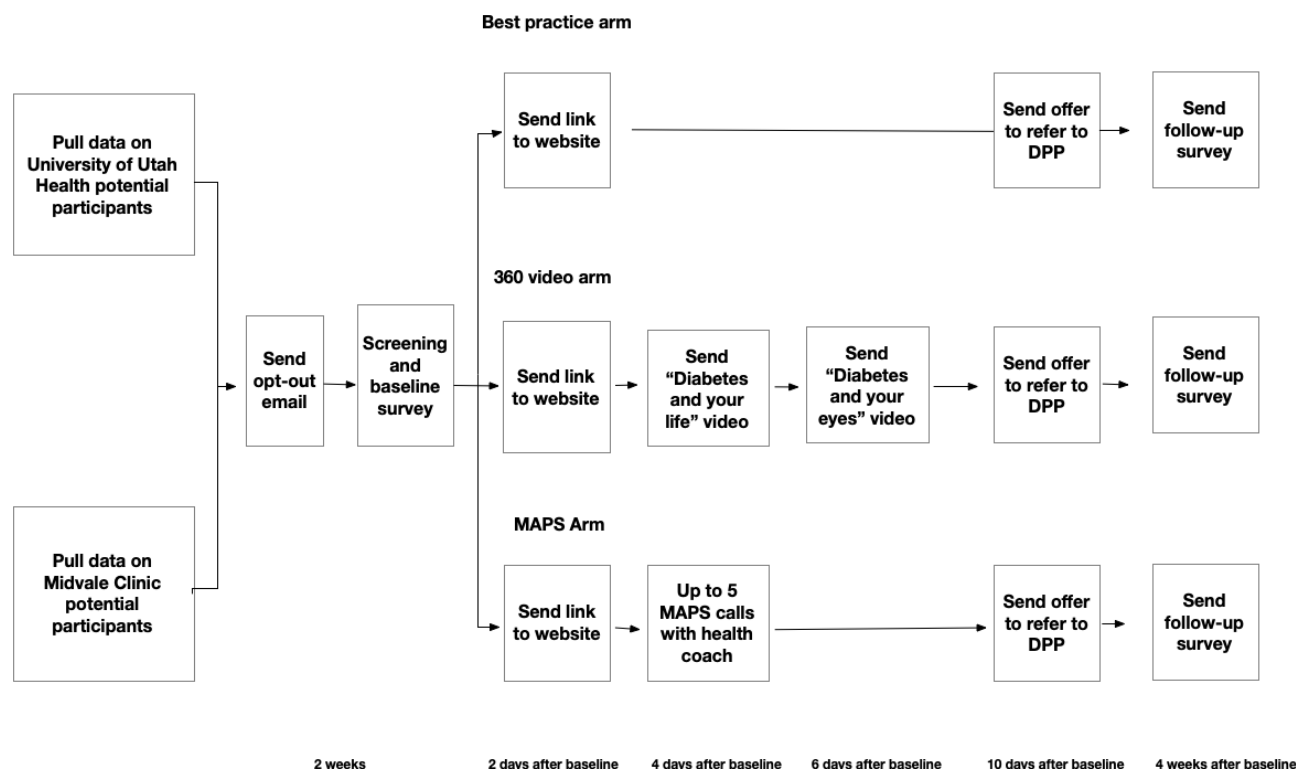 Best practice arm
Pull data on
University of Utah
Health potential
participants
Send link
to website
Send offer
to refer to
DPP
Send
follow-up
survey
360 video arm
Send
opt-out
email
Screening
and
baseline
survey
Send link
to website
Send
“Diabetes
and your
life” video
Send
“Diabetes
and your
eyes” video
Send offer
to refer to
DPP
Send
follow-up
survey
MAPS Arm
Pull data on
Midvale Clinic
potential
participants
Send link
to website
Up to 5
MAPS calls
with health
coach
Send offer
to refer to
DPP
Send
follow-up
survey
2 weeks
2 days after baseline
4 days after baseline
6 days after baseline
10 days after baseline
4 weeks after baseline